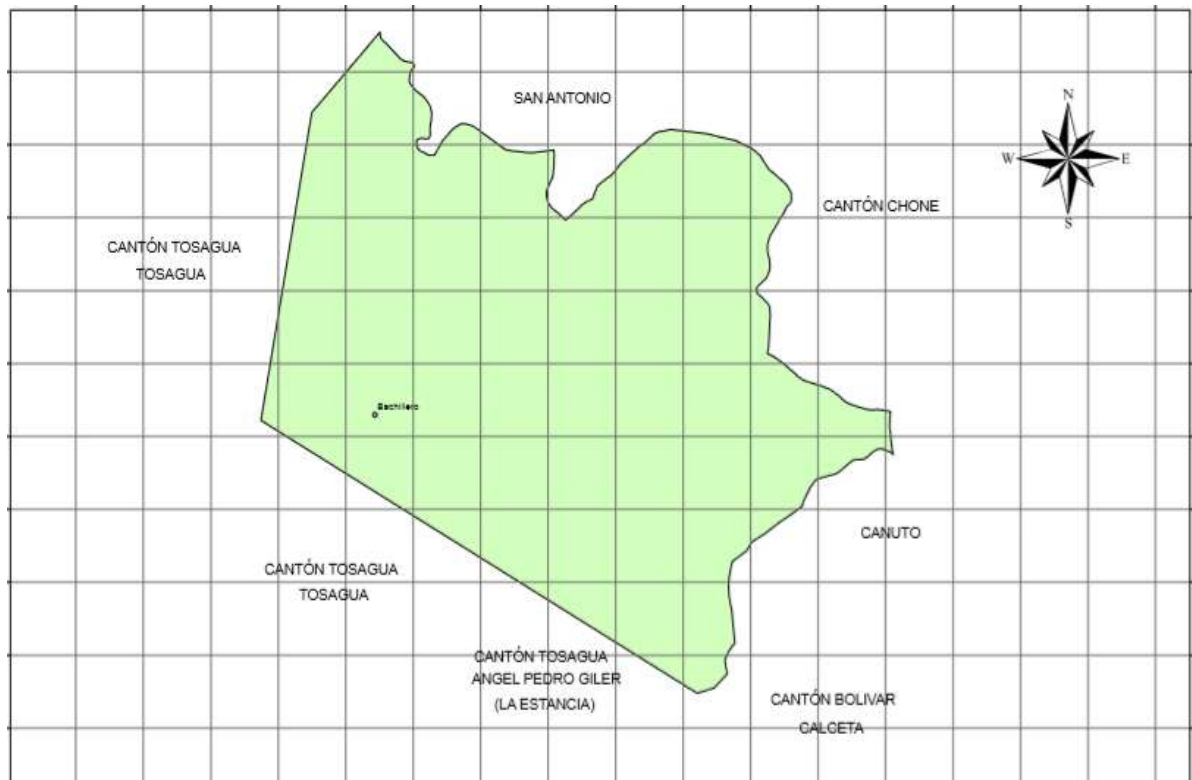 SAN ANTONIO
N
W
E
S
CANTÓN CHONE
CANTÓN TOSAGUA
TOSAGUA
Bachillero
CANUTO
CANTÓN TOSAGUA
TOSAGUA
CANTÓN TOSAGUA
ANGEL PEDRO GILER
(LA ESTANCIA)
CANTÓN BOLIVAR
CALCETA